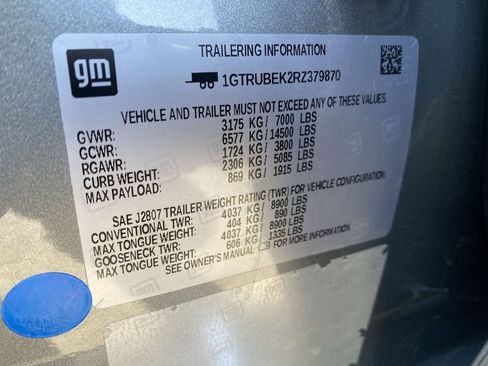 gm
TRAILERING INFORMATION
1GTRUBEK2RZ379870
VEHICLE AND TRAILER MUST NOT EXCEED ANY OF THESE VALUES.
GVWR: 3175 KG / 7000 LBS
GCWR: 6577 KG / 14500 LBS
RGAWR: 1724 KG / 3800 LBS
CURB WEIGHT: 2306 KG / 5085 LBS
MAX PAYLOAD: 869 KG / 1915 LBS
SAE J2807 TRAILER WEIGHT RATING (TWR) FOR VEHICLE CONFIGURATION.
CONVENTIONAL TWR: 4037 KG / 8900 LBS
MAX TONGUE WEIGHT: 404 KG / 890 LBS
GOOSENECK TWR: 4037 KG / 8900 LBS
MAX TONGUE WEIGHT: 606 KG / 1335 LBS
SEE OWNER'S MANUAL FOR MORE INFORMATION